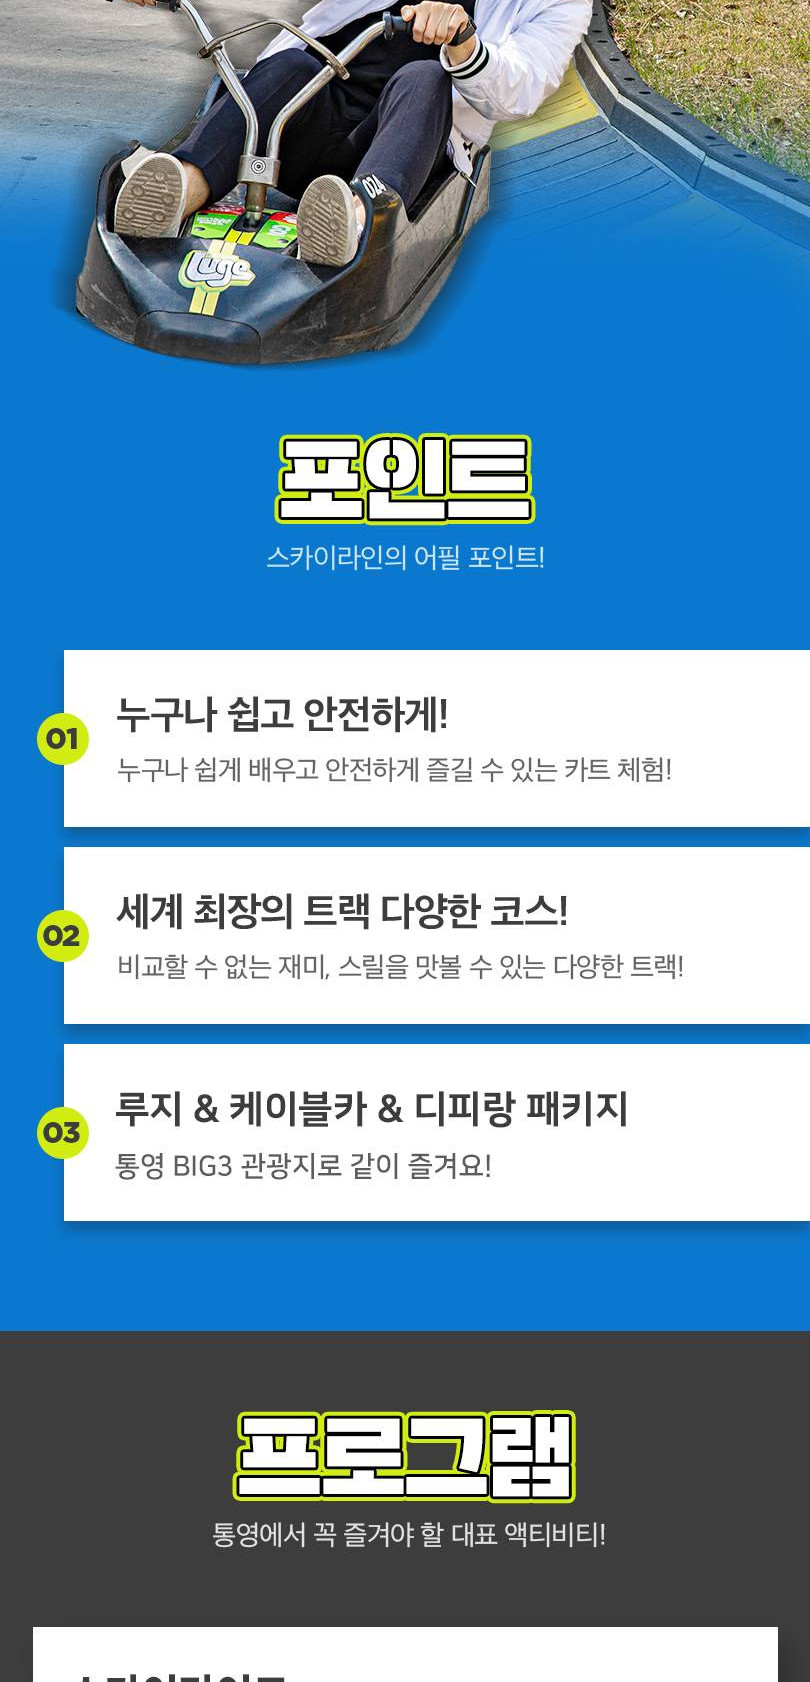 024
Luge
포인트
스카이라인의 어필 포인트!
01
누구나 쉽고 안전하게!
누구나 쉽게 배우고 안전하게 즐길 수 있는 카트 체험!
02
세계 최장의 트랙 다양한 코스!
비교할 수 없는 재미, 스릴을 맛볼 수 있는 다양한 트랙!
03
루지 & 케이블카 & 디피랑 패키지
통영 BIG3 관광지로 같이 즐겨요!
프로그램
통영에서 꼭 즐겨야 할 대표 액티비티!